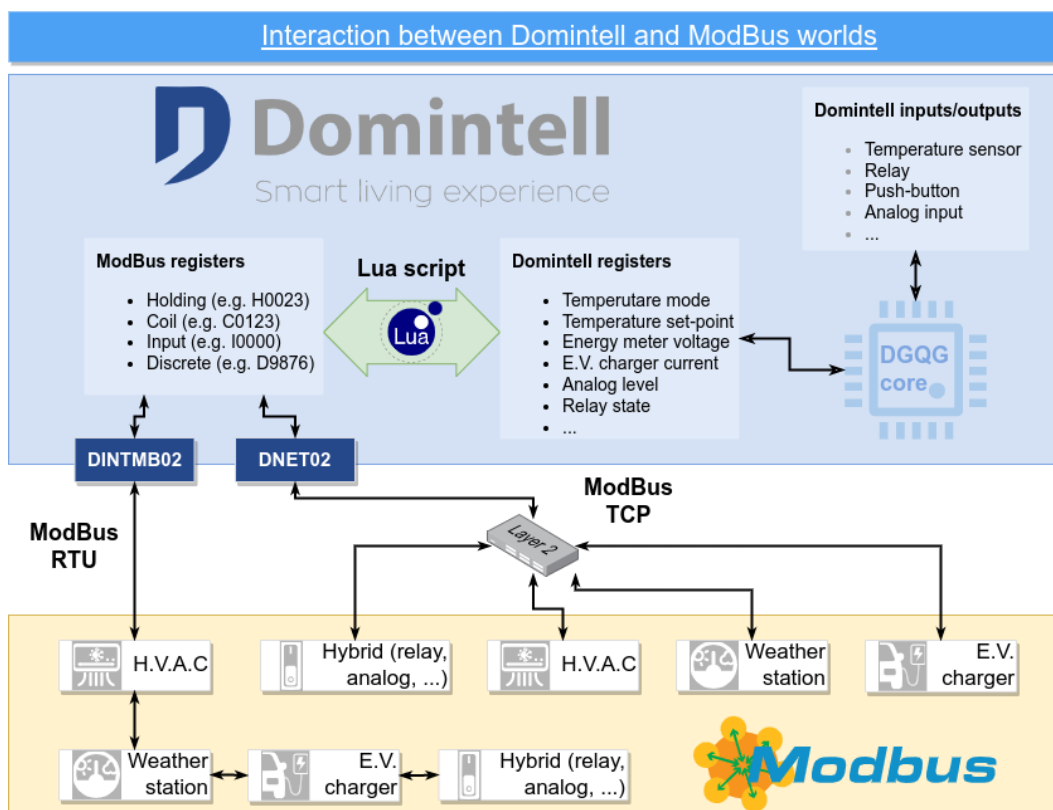 Interaction between Domintell and ModBus worlds
Domintell
Smart living experience
Domintell inputs/outputs
Temperature sensor
Relay
Push-button
Analog input
...
ModBus registers
Holding (e.g. H0023)
Coil (e.g. C0123)
Input (e.g. I0000)
Discrete (e.g. D9876)
Lua script
Lua
Domintell registers
Temperutare mode
Temperature set-point
Energy meter voltage
E.V. charger current
Analog level
Relay state
...
DGQG
core
DINTMB02
DNET02
ModBus
RTU
ModBus
TCP
Layer 2
H.V.A.C
Hybrid (relay,
analog, ...)
H.V.A.C
Weather
station
E.V.
charger
Weather
station
E.V.
charger
Hybrid (relay,
analog, ...)
Modbus